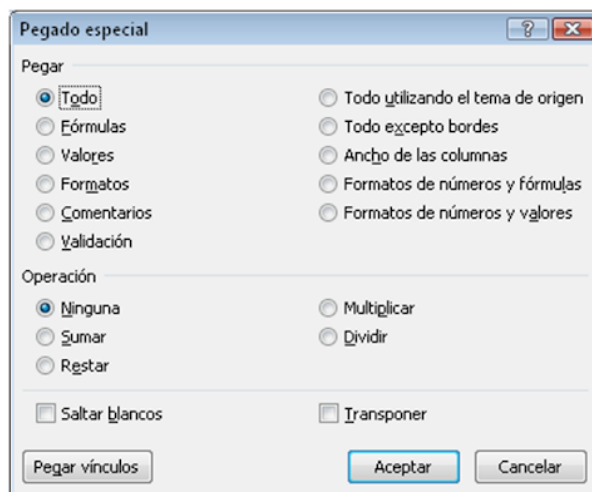 Pegado especial
Pegar
Todo
Fórmulas
Valores
Formatos
Comentarios
Validación
Todo utilizando el tema de origen
Todo excepto bordes
Ancho de las columnas
Formatos de números y fórmulas
Formatos de números y valores
Operación
Ninguna
Sumar
Restar
Multiplicar
Dividir
Saltar blancos
Transponer
Pegar vínculos
Aceptar
Cancelar